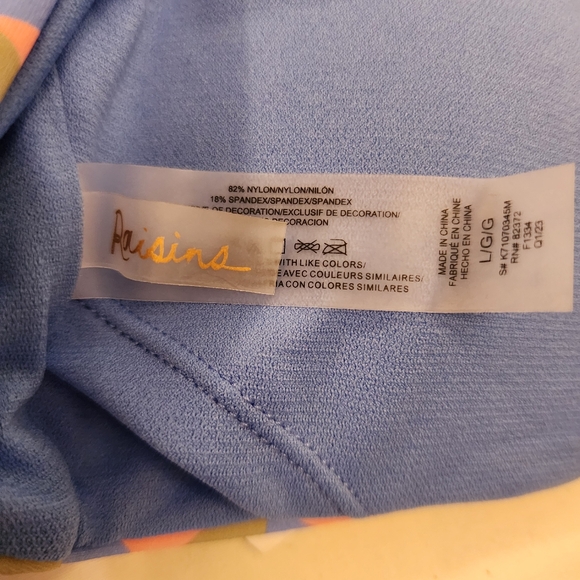 82% NYLON/NYLON/NILÓN
18% SPANDEX/SPANDEX/SPANDEX
DE DECORATION/EXCLUSIF DE DECORATION/
DECORACION
Raisins
WITH LIKE COLORS/
AVEC COULEURS SIMILAIRES/
CON COLORES SIMILARES
MADE IN CHINA
FABRIQUÉ EN CHINE
HECHO EN CHINA
L/G/G
S# K71070345M
RN# 82372
F1334
Q1/23